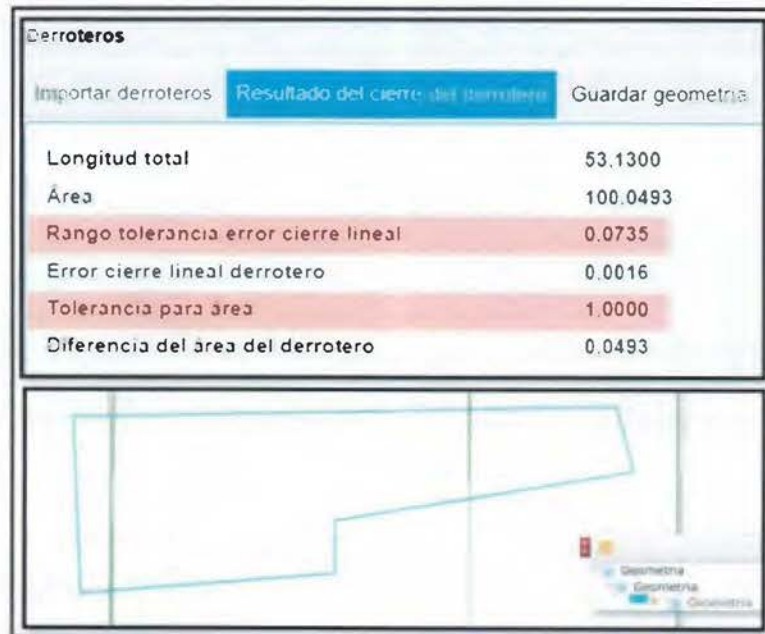 Derroteros
Importar derroteros Resultado del cierre del derrotero Guardar geometria
Longitud total 53.1300
Área 100.0493
Rango tolerancia error cierre lineal 0.0735
Error cierre lineal derrotero 0.0016
Tolerancia para área 1.0000
Diferencia del área del derrotero 0.0493
Geometria
Geometria
Geometria